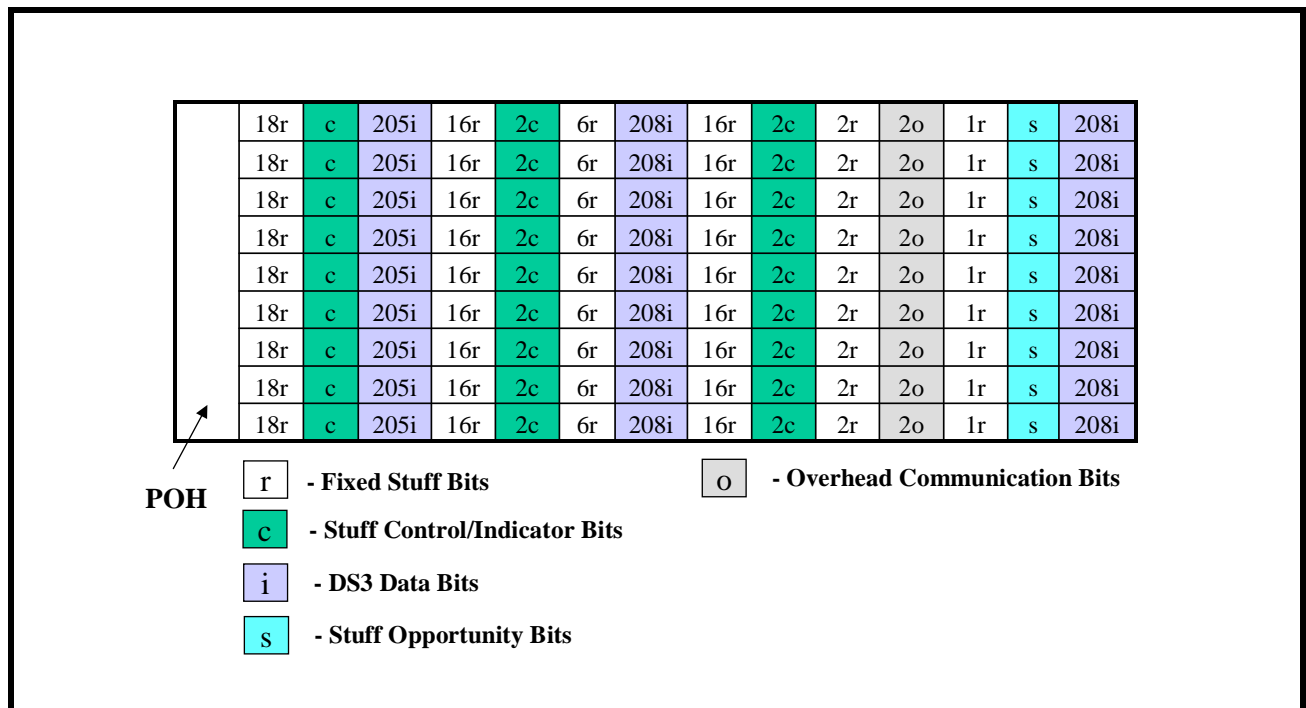 18r c 205i 16r 2c 6r 208i 16r 2c 2r 2o 1r s 208i
18r c 205i 16r 2c 6r 208i 16r 2c 2r 2o 1r s 208i
18r c 205i 16r 2c 6r 208i 16r 2c 2r 2o 1r s 208i
18r c 205i 16r 2c 6r 208i 16r 2c 2r 2o 1r s 208i
18r c 205i 16r 2c 6r 208i 16r 2c 2r 2o 1r s 208i
18r c 205i 16r 2c 6r 208i 16r 2c 2r 2o 1r s 208i
18r c 205i 16r 2c 6r 208i 16r 2c 2r 2o 1r s 208i
18r c 205i 16r 2c 6r 208i 16r 2c 2r 2o 1r s 208i
18r c 205i 16r 2c 6r 208i 16r 2c 2r 2o 1r s 208i
POH
r - Fixed Stuff Bits
o - Overhead Communication Bits
c - Stuff Control/Indicator Bits
i - DS3 Data Bits
s - Stuff Opportunity Bits